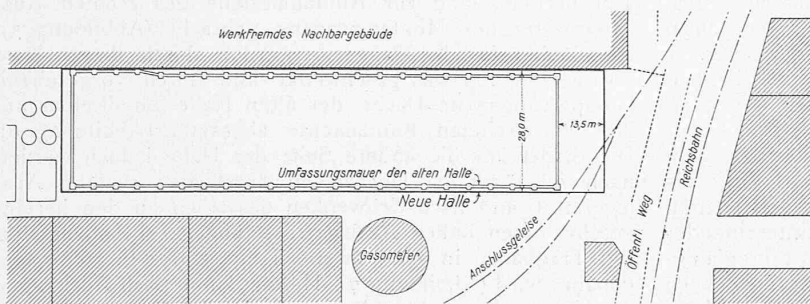 Werkfremdes Nachbargebäude
28,0 m
13,5 m
Umfassungsmauer der alten Halle
Neue Halle
Gasometer
Anschlussgeleise
Öffentl. Weg
Reichsbahn